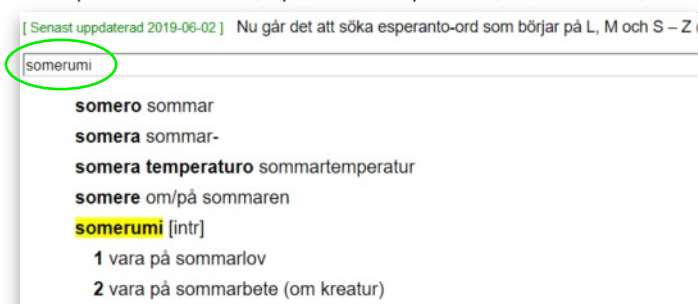 [ Senast uppdaterad 2019-06-02 ] Nu går det att söka esperanto-ord som börjar på L, M och S – Z
somerumi
somero sommar
somera sommar-
somera temperaturo sommartemperatur
somere om/på sommaren
somerumi [intr]
1 vara på sommarlov
2 vara på sommarbete (om kreatur)